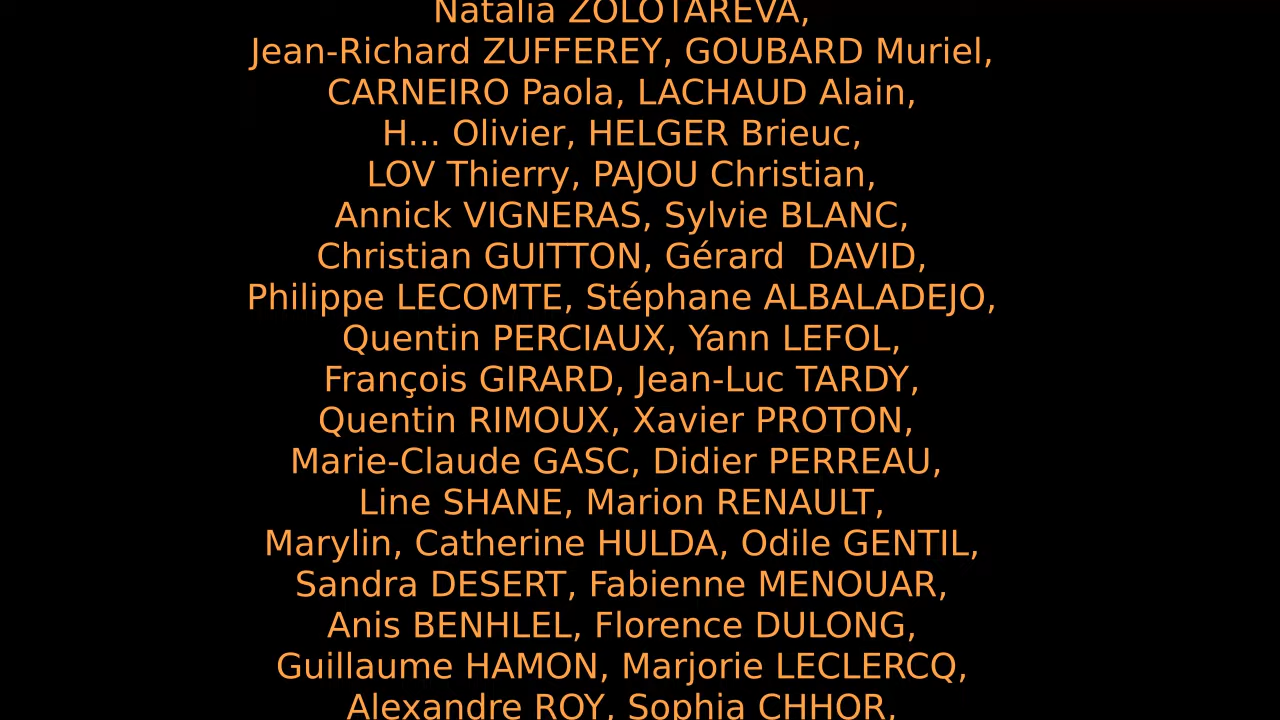 Natalia ZOLOTAREVA,
Jean-Richard ZUFFEREY, GOUBARD Muriel,
CARNEIRO Paola, LACHAUD Alain,
H... Olivier, HELGER Brieuc,
LOV Thierry, PAJOU Christian,
Annick VIGNERAS, Sylvie BLANC,
Christian GUITTON, Gérard  DAVID,
Philippe LECOMTE, Stéphane ALBALADEJO,
Quentin PERCIAUX, Yann LEFOL,
François GIRARD, Jean-Luc TARDY,
Quentin RIMOUX, Xavier PROTON,
Marie-Claude GASC, Didier PERREAU,
Line SHANE, Marion RENAULT,
Marylin, Catherine HULDA, Odile GENTIL,
Sandra DESERT, Fabienne MENOUAR,
Anis BENHLEL, Florence DULONG,
Guillaume HAMON, Marjorie LECLERCQ,
Alexandre ROY, Sophia CHHOR,